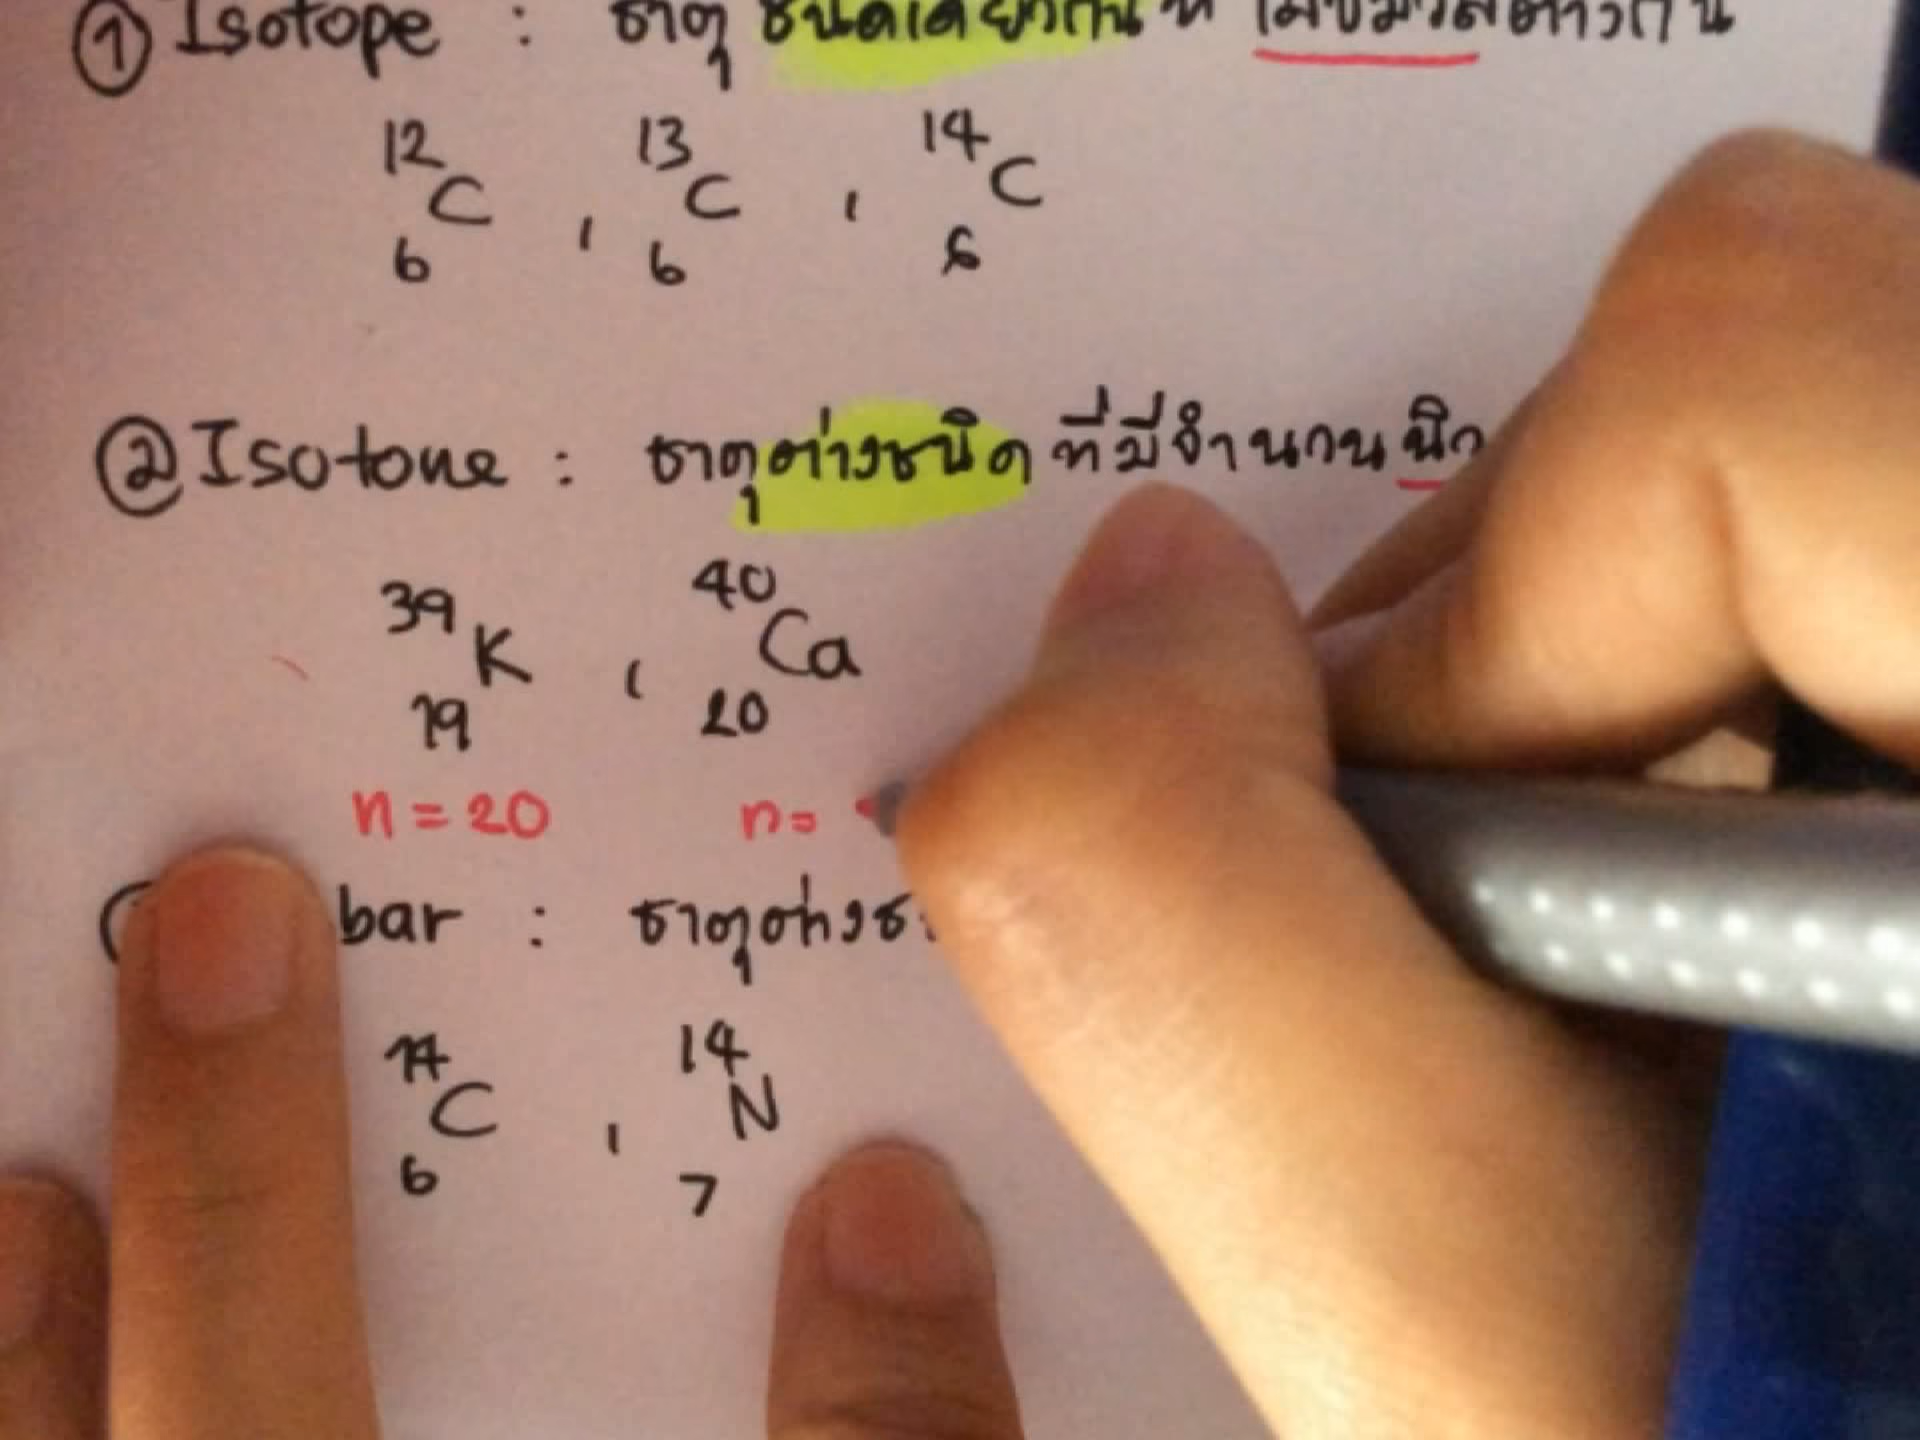 ① Isotope : ธาตุ ชนิดเดียวกันที่ มีมวลต่างกัน
12 13 14
C , C , C
6 6 6
② Isotone : ธาตุต่างชนิด ที่มีจำนวน นิว
39 40
K , Ca
19 20
n = 20 n =
bar : ธาตุต่างช
14 14
C , N
6 7